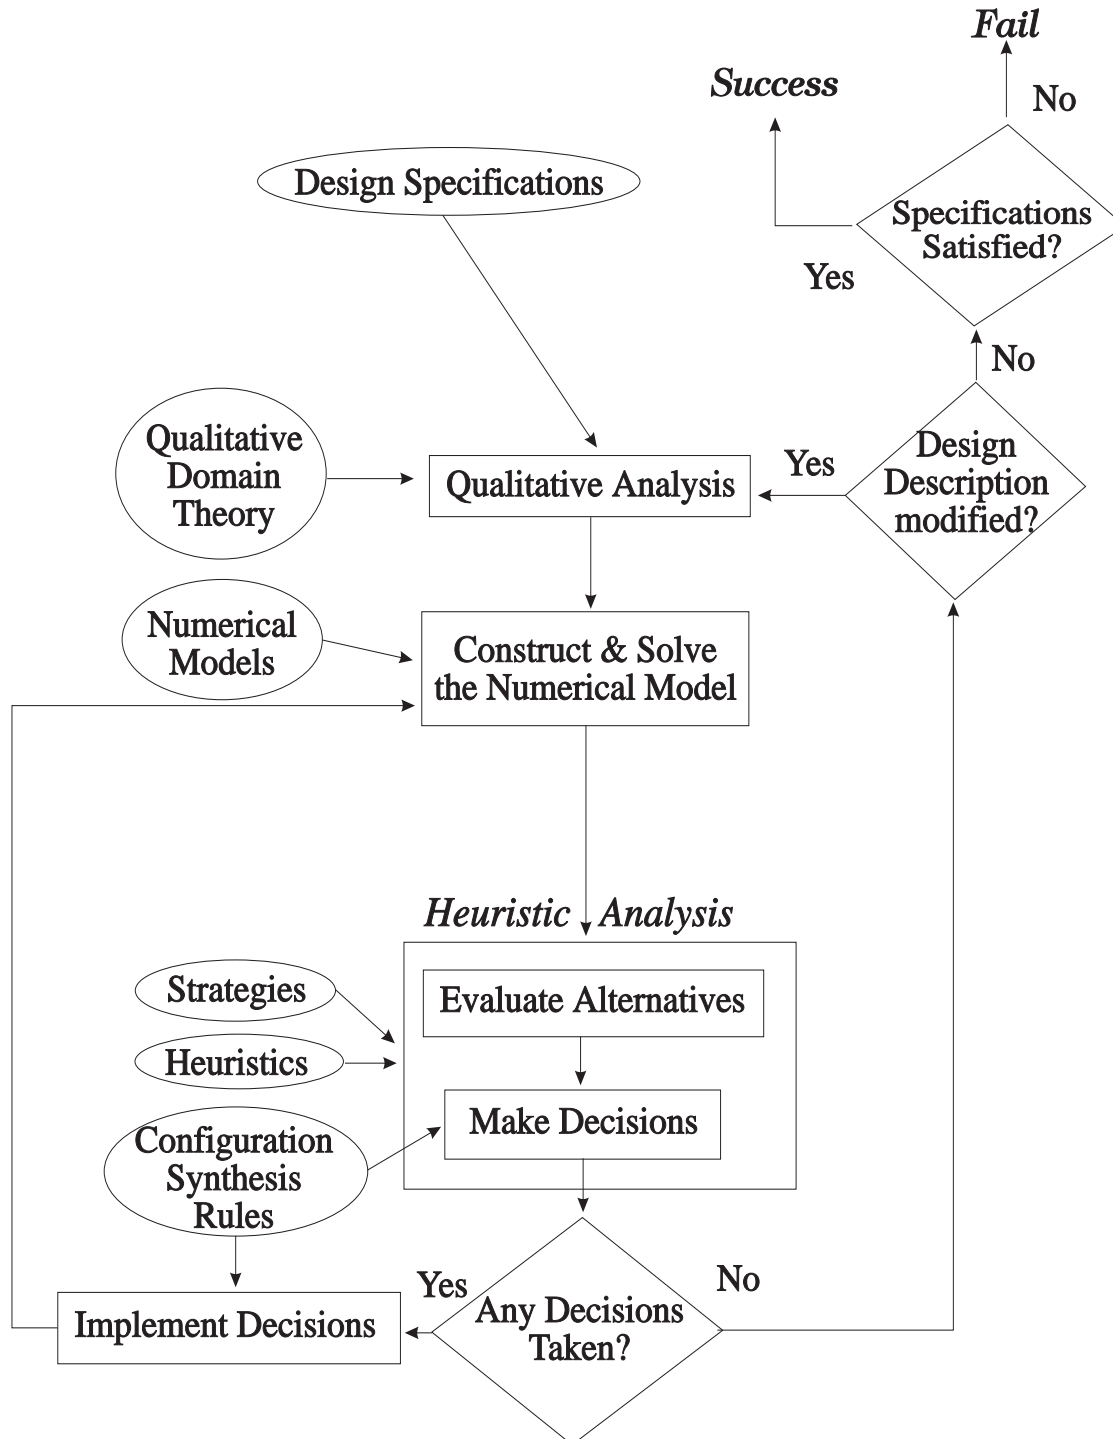 Fail
Success
No
Design Specifications
Specifications
Satisfied?
Yes
No
Qualitative
Domain
Theory
Qualitative Analysis
Yes
Design
Description
modified?
Numerical
Models
Construct & Solve
the Numerical Model
Heuristic Analysis
Strategies
Evaluate Alternatives
Heuristics
Make Decisions
Configuration
Synthesis
Rules
Yes
No
Implement Decisions
Any Decisions
Taken?